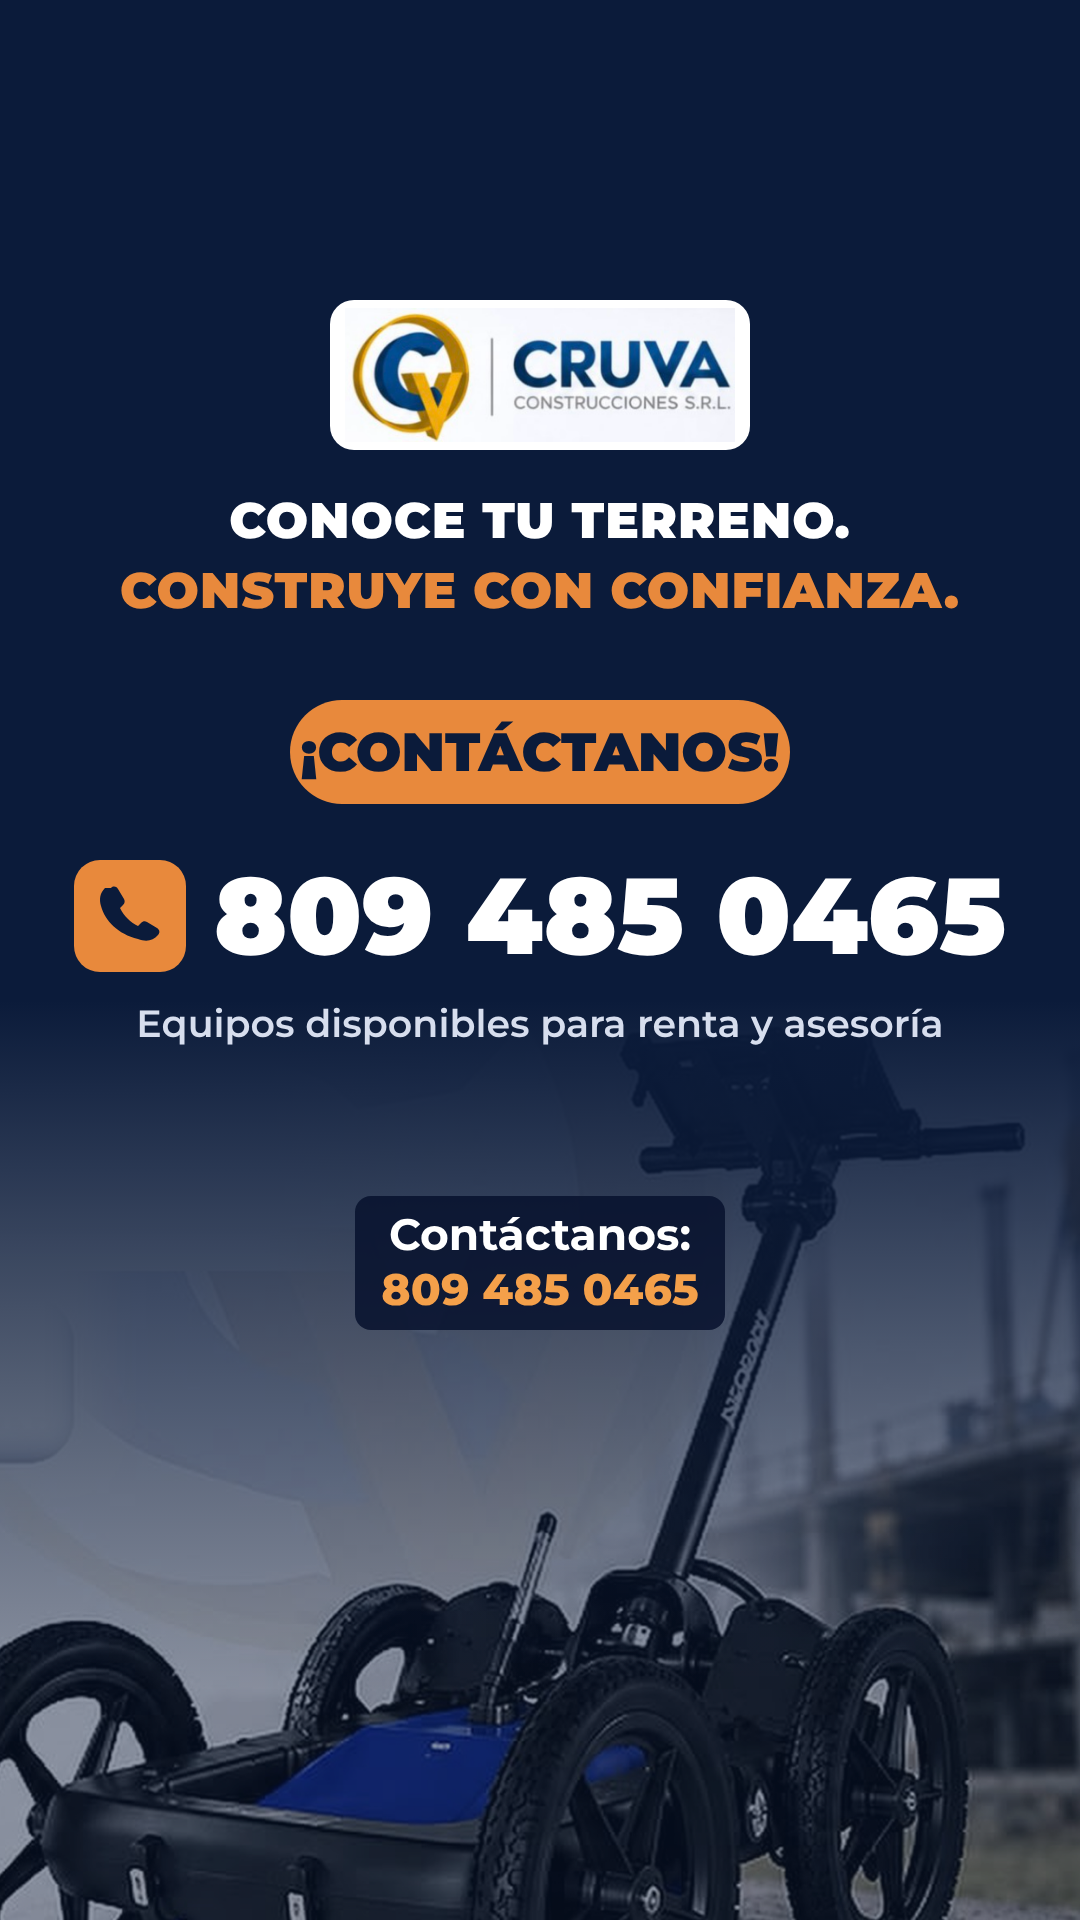 CV
CRUVA
CONSTRUCCIONES S.R.L.
CONOCE TU TERRENO.
CONSTRUYE CON CONFIANZA.
¡CONTÁCTANOS!
809 485 0465
Equipos disponibles para renta y asesoría
Contáctanos:
809 485 0465